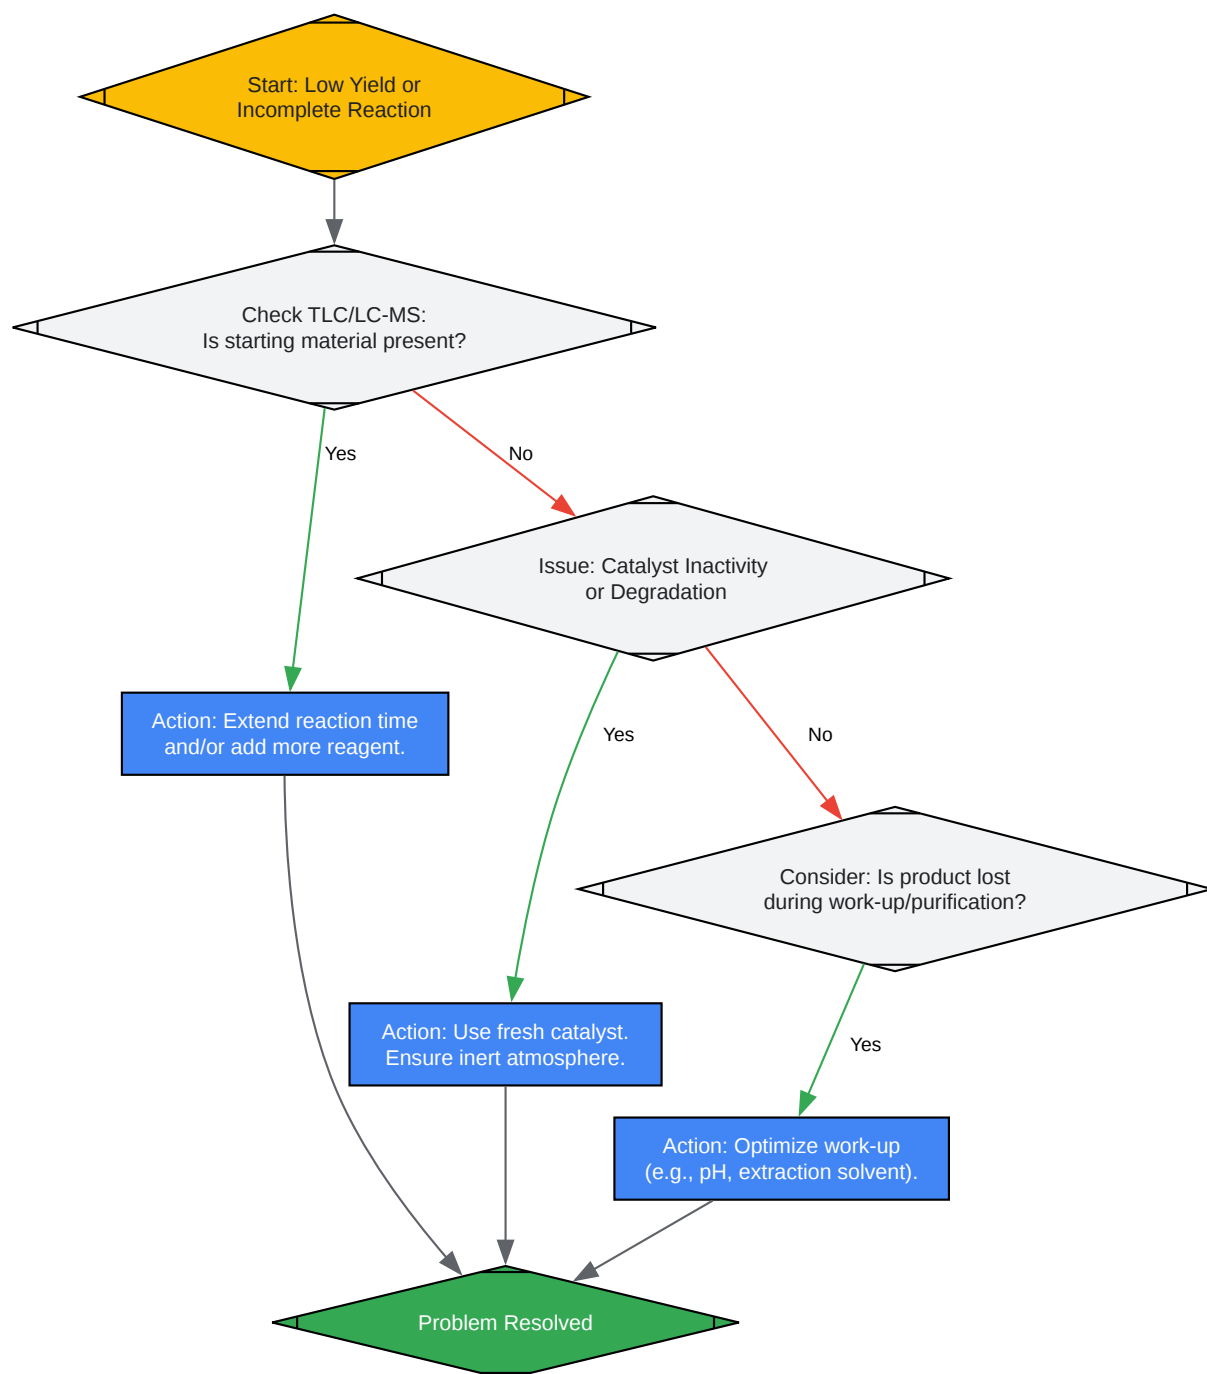 Start: Low Yield or
Incomplete Reaction
Check TLC/LC-MS:
Is starting material present?
Yes
No
Issue: Catalyst Inactivity
or Degradation
Action: Extend reaction time
and/or add more reagent.
Yes
No
Consider: Is product lost
during work-up/purification?
Action: Use fresh catalyst.
Ensure inert atmosphere.
Yes
Action: Optimize work-up
(e.g., pH, extraction solvent).
Problem Resolved